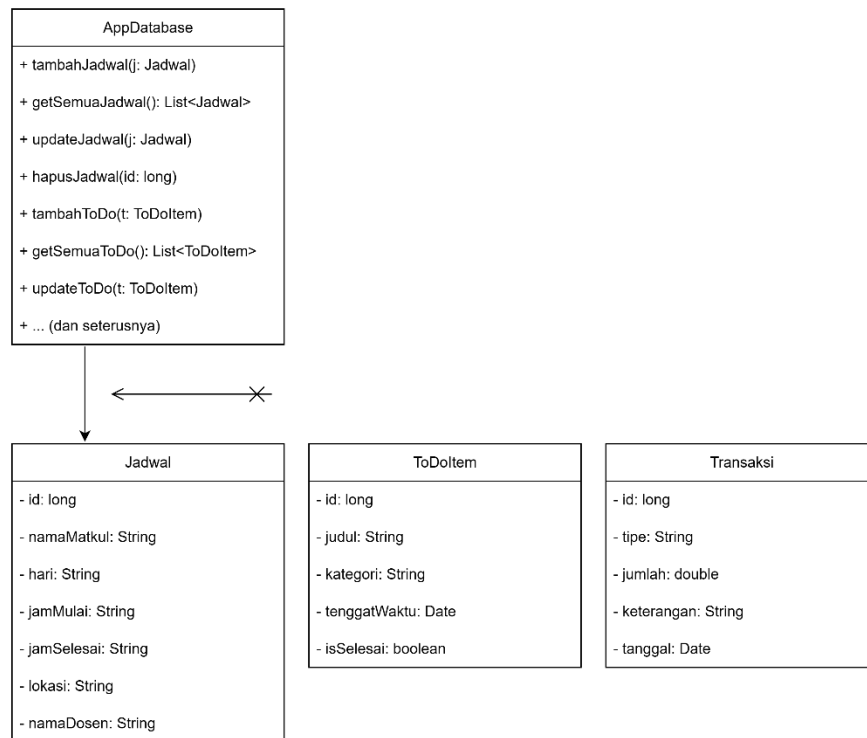 AppDatabase
+ tambahJadwal(j: Jadwal)
+ getSemuaJadwal(): List<Jadwal>
+ updateJadwal(j: Jadwal)
+ hapusJadwal(id: long)
+ tambahToDo(t: ToDoItem)
+ getSemuaToDo(): List<ToDoItem>
+ updateToDo(t: ToDoItem)
+ ... (dan seterusnya)
Jadwal
- id: long
- namaMatkul: String
- hari: String
- jamMulai: String
- jamSelesai: String
- lokasi: String
- namaDosen: String
ToDoItem
- id: long
- judul: String
- kategori: String
- tenggatWaktu: Date
- isSelesai: boolean
Transaksi
- id: long
- tipe: String
- jumlah: double
- keterangan: String
- tanggal: Date